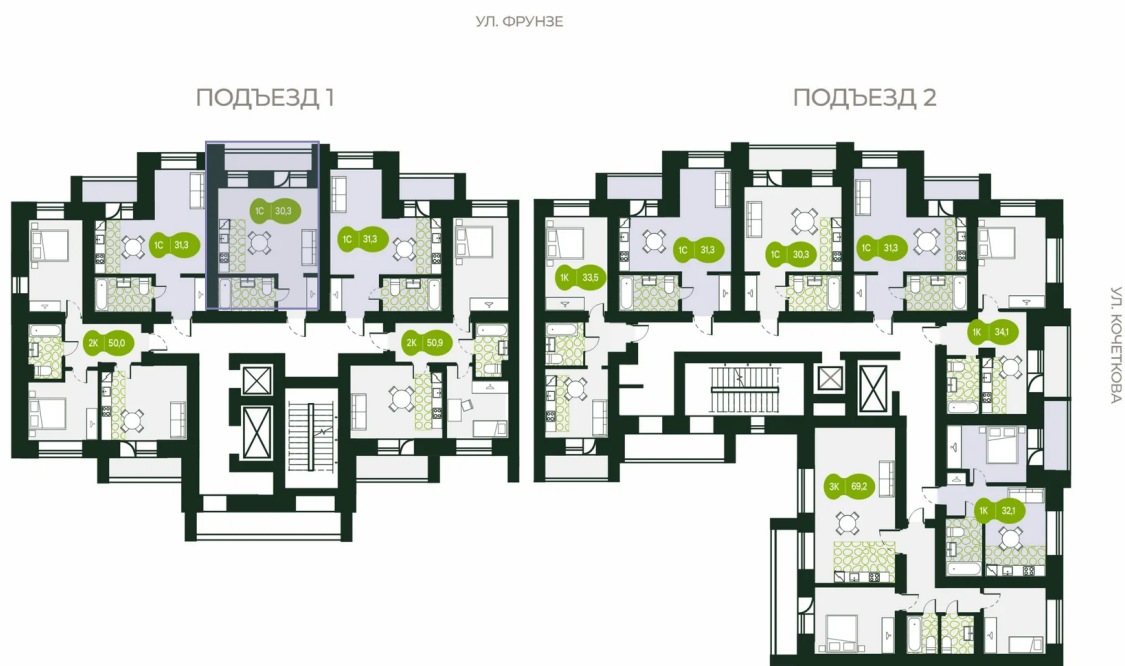 УЛ. ФРУНЗЕ
ПОДЪЕЗД 1
ПОДЪЕЗД 2
1С 30,3
1С 31,3
1С 31,3
2К 50,0
2К 50,9
1К 33,5
1С 31,3
1С 30,3
1С 31,3
1К 34,1
3К 69,2
1К 32,1
УЛ. КОЧЕТКОВА